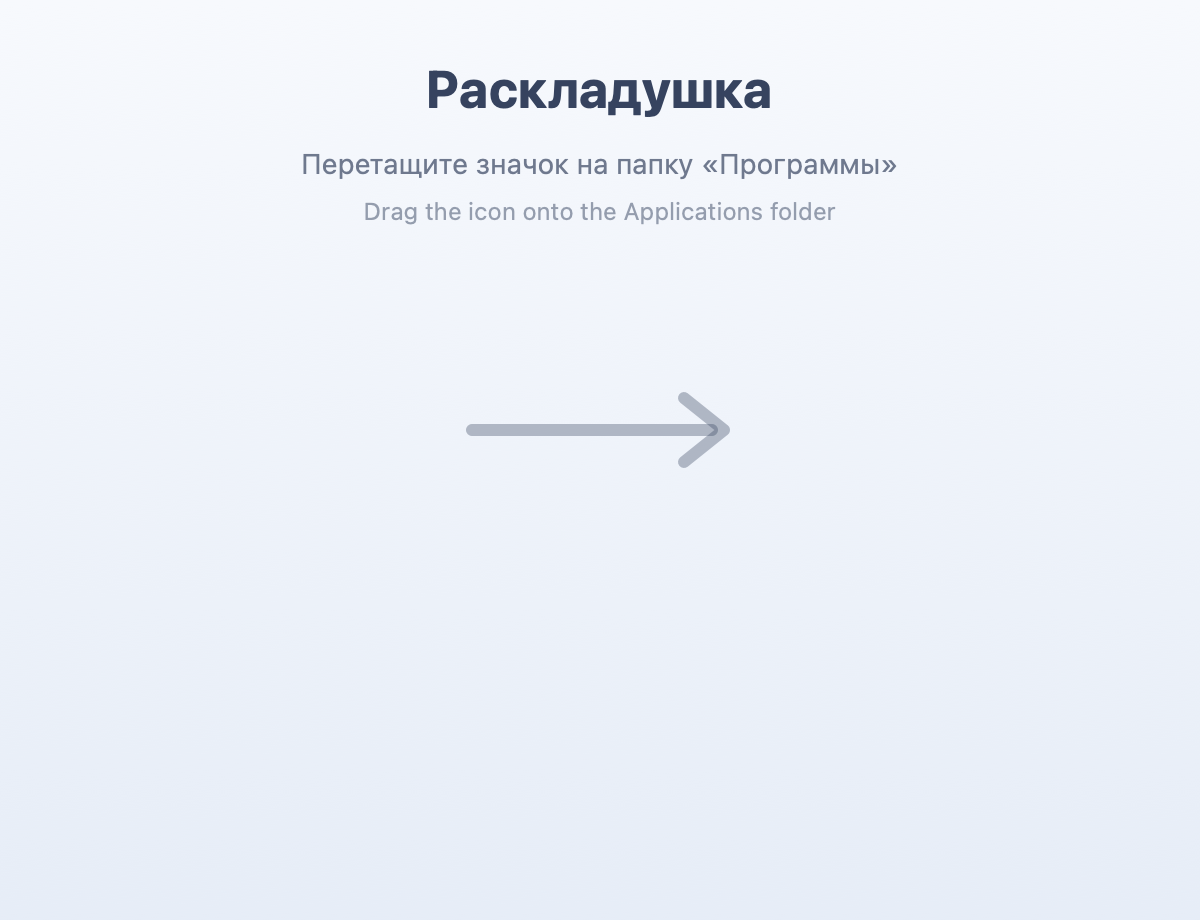 Раскладушка
Перетащите значок на папку «Программы»
Drag the icon onto the Applications folder